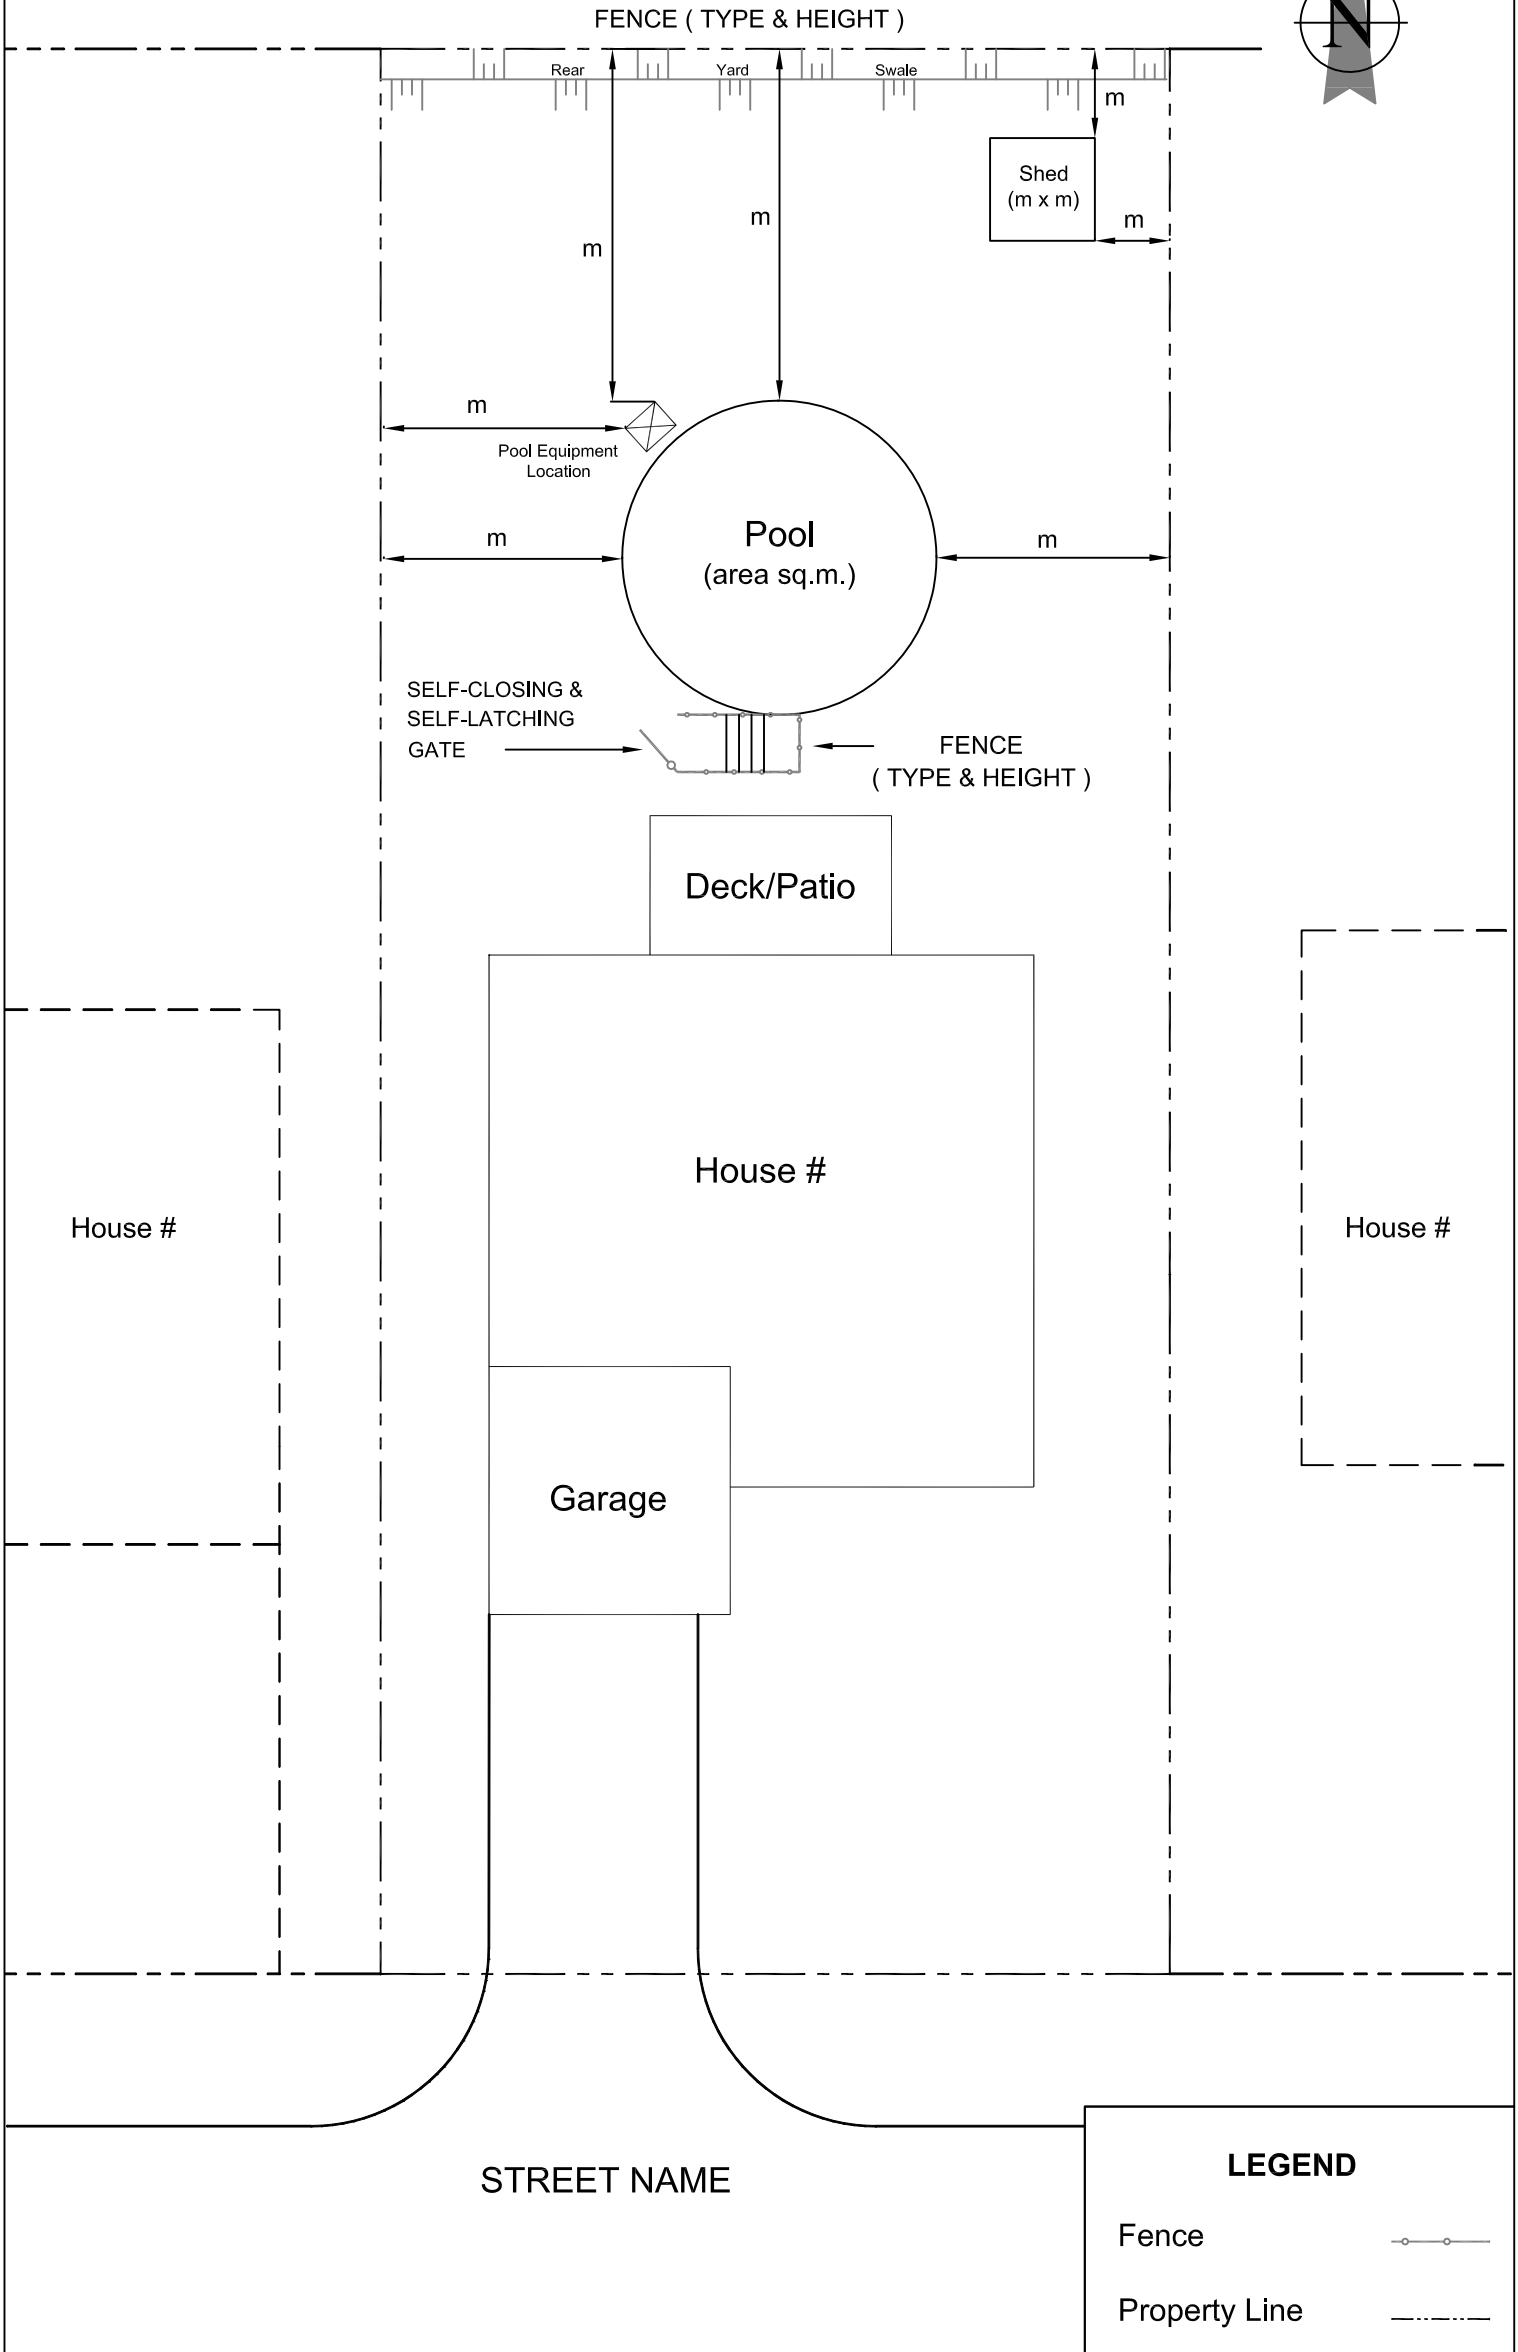 FENCE ( TYPE & HEIGHT )
N
Rear Yard Swale
m
Shed
(m x m)
m
m
m
m
Pool Equipment
Location
Pool
(area sq.m.)
m
m
SELF-CLOSING &
SELF-LATCHING
GATE
FENCE
( TYPE & HEIGHT )
Deck/Patio
House #
House #
House #
Garage
STREET NAME
LEGEND
Fence
Property Line